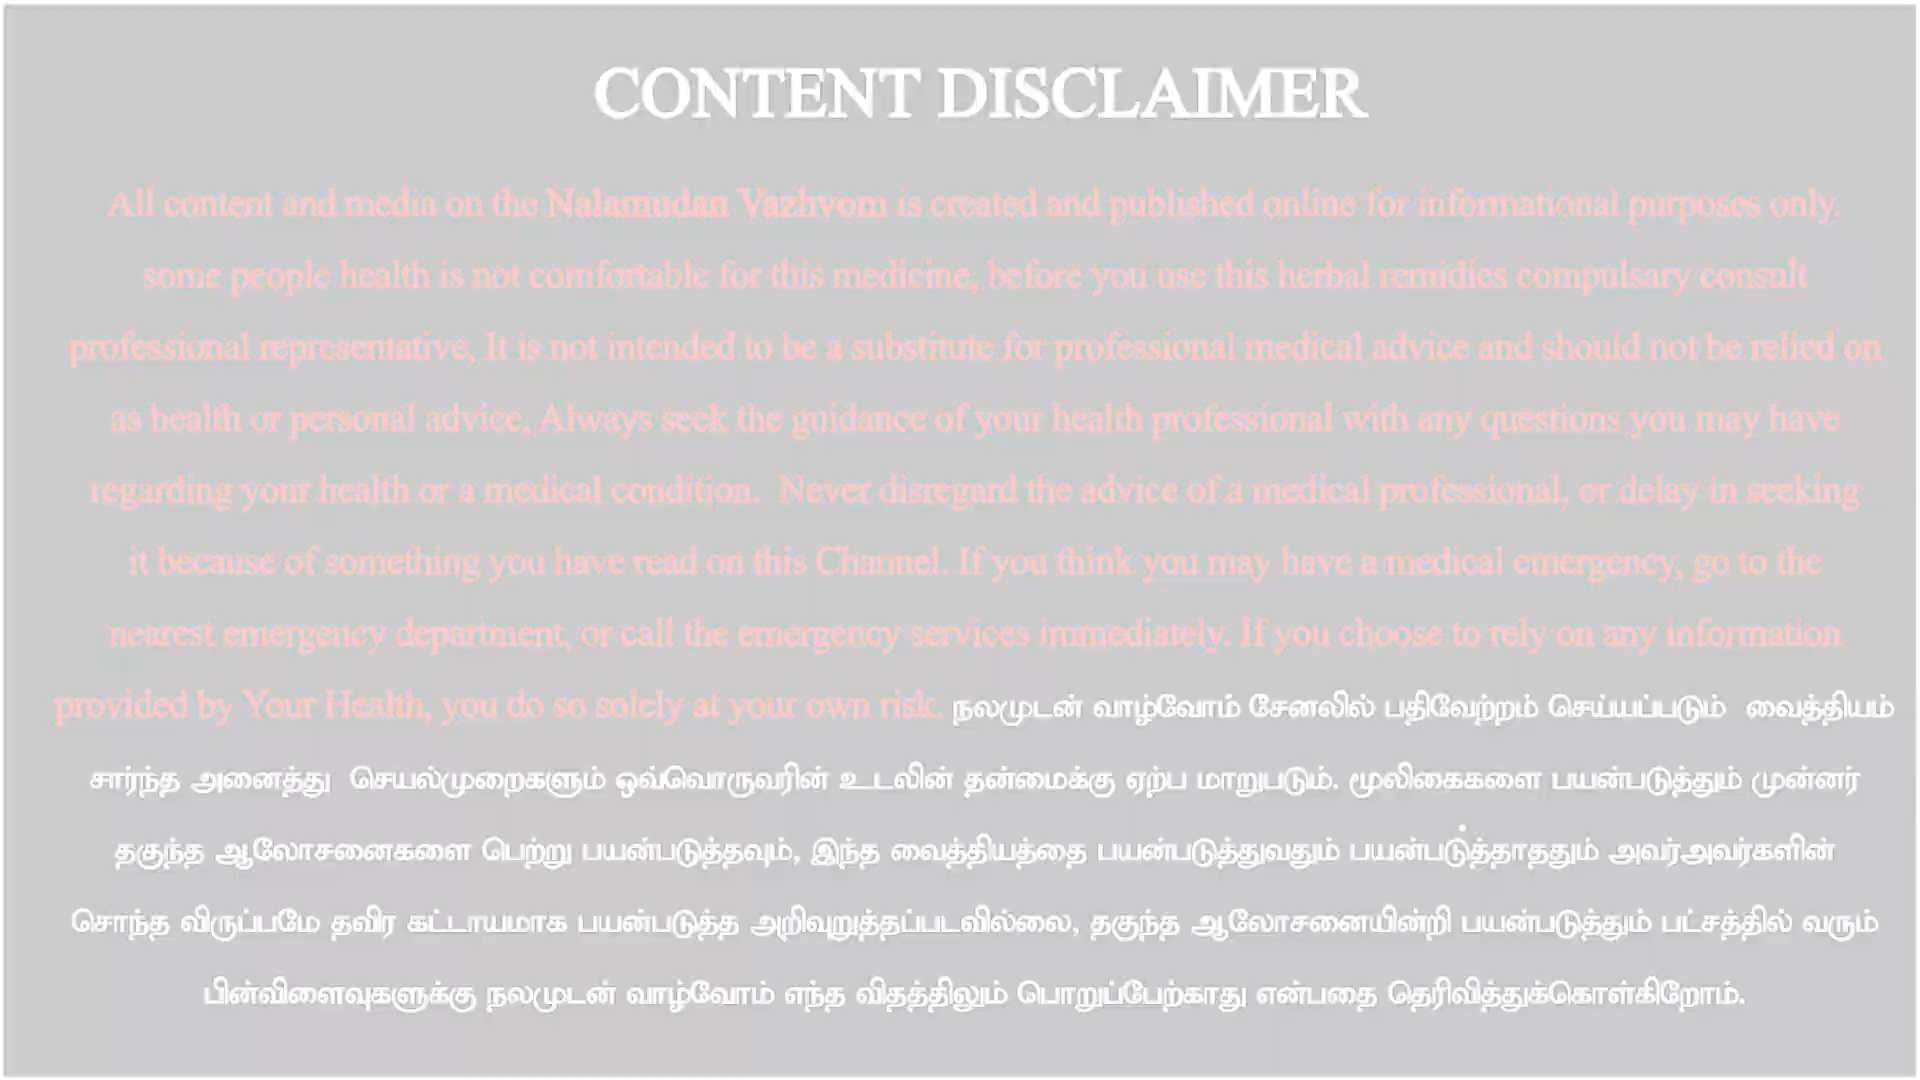 CONTENT DISCLAIMER
All content and media on the Nalamudan Vazhvom is created and published online for informational purposes only.
some people health is not comfortable for this medicine, before you use this herbal remidies compulsary consult
professional representative, It is not intended to be a substitute for professional medical advice and should not be relied on
as health or personal advice, Always seek the guidance of your health professional with any questions you may have
regarding your health or a medical condition.  Never disregard the advice of a medical professional, or delay in seeking
it because of something you have read on this Channel. If you think you may have a medical emergency, go to the
nearest emergency department, or call the emergency services immediately. If you choose to rely on any information
provided by Your Health, you do so solely at your own risk. நலமுடன் வாழ்வோம் சேனலில் பதிவேற்றம் செய்யப்படும்  வைத்தியம்
சார்ந்த அனைத்து  செயல்முறைகளும் ஒவ்வொருவரின் உடலின் தன்மைக்கு ஏற்ப மாறுபடும். மூலிகைகளை பயன்படுத்தும் முன்னர்
தகுந்த ஆலோசனைகளை பெற்று பயன்படுத்தவும், இந்த வைத்தியத்தை பயன்படுத்துவதும் பயன்படு்த்தாததும் அவர்அவர்களின்
சொந்த விருப்பமே தவிர கட்டாயமாக பயன்படுத்த அறிவுறுத்தப்படவில்லை, தகுந்த ஆலோசனையின்றி பயன்படுத்தும் பட்சத்தில் வரும்
பின்விளைவுகளுக்கு நலமுடன் வாழ்வோம் எந்த விதத்திலும் பொறுப்பேற்காது என்பதை தெரிவித்துக்கொள்கிறோம்.